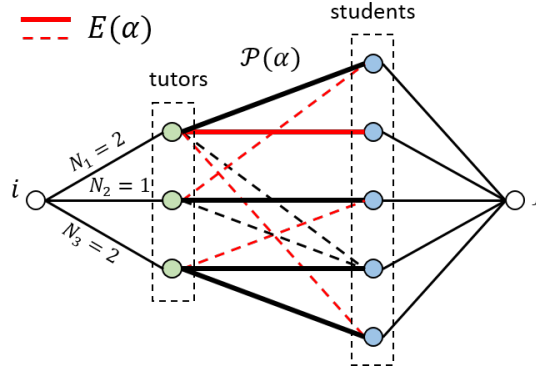 students
E(α)
𝒫(α)
tutors
N₁ = 2
i
N₂ = 1
N₃ = 2